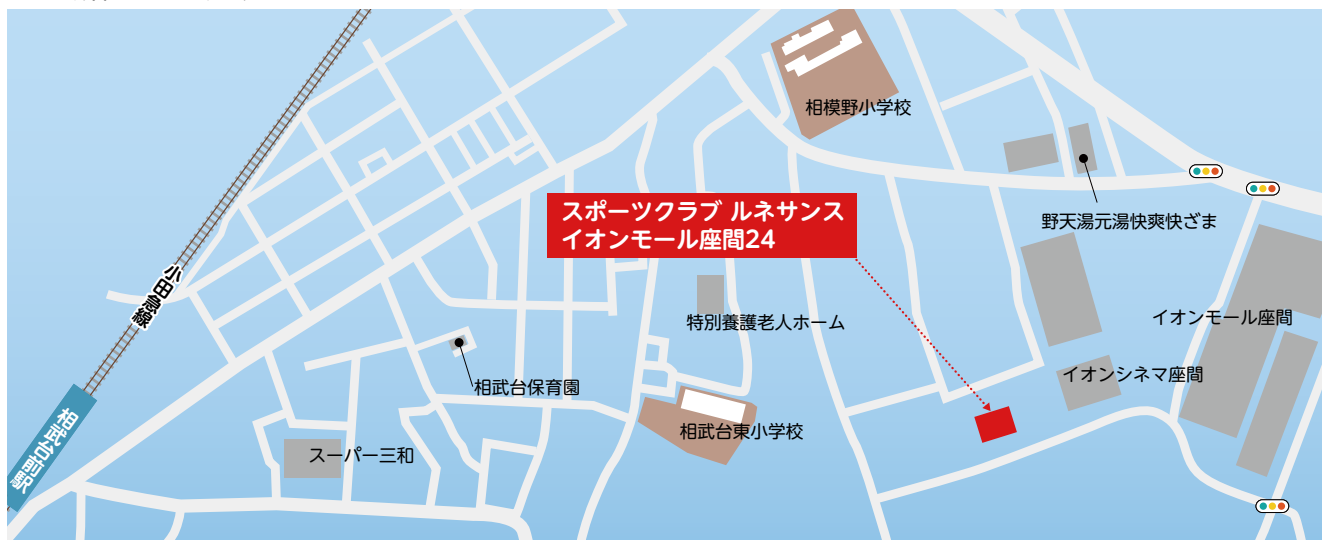 相模野小学校
スポーツクラブ ルネサンス
イオンモール座間24
野天湯元湯快爽快ざま
小田急線
特別養護老人ホーム
イオンモール座間
イオンシネマ座間
相武台保育園
相武台前駅
相武台東小学校
スーパー三和